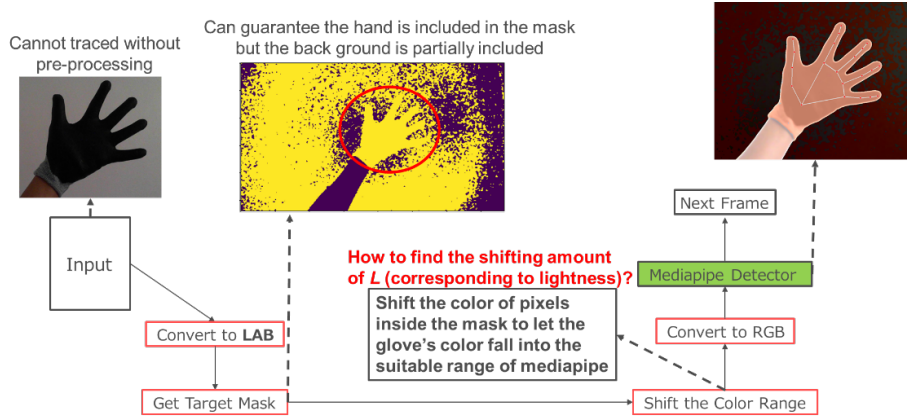 Cannot traced without
pre-processing
Can guarantee the hand is included in the mask
but the back ground is partially included
Input
Convert to LAB
Get Target Mask
How to find the shifting amount
of L (corresponding to lightness)?
Shift the color of pixels
inside the mask to let the
glove's color fall into the
suitable range of mediapipe
Next Frame
Mediapipe Detector
Convert to RGB
Shift the Color Range